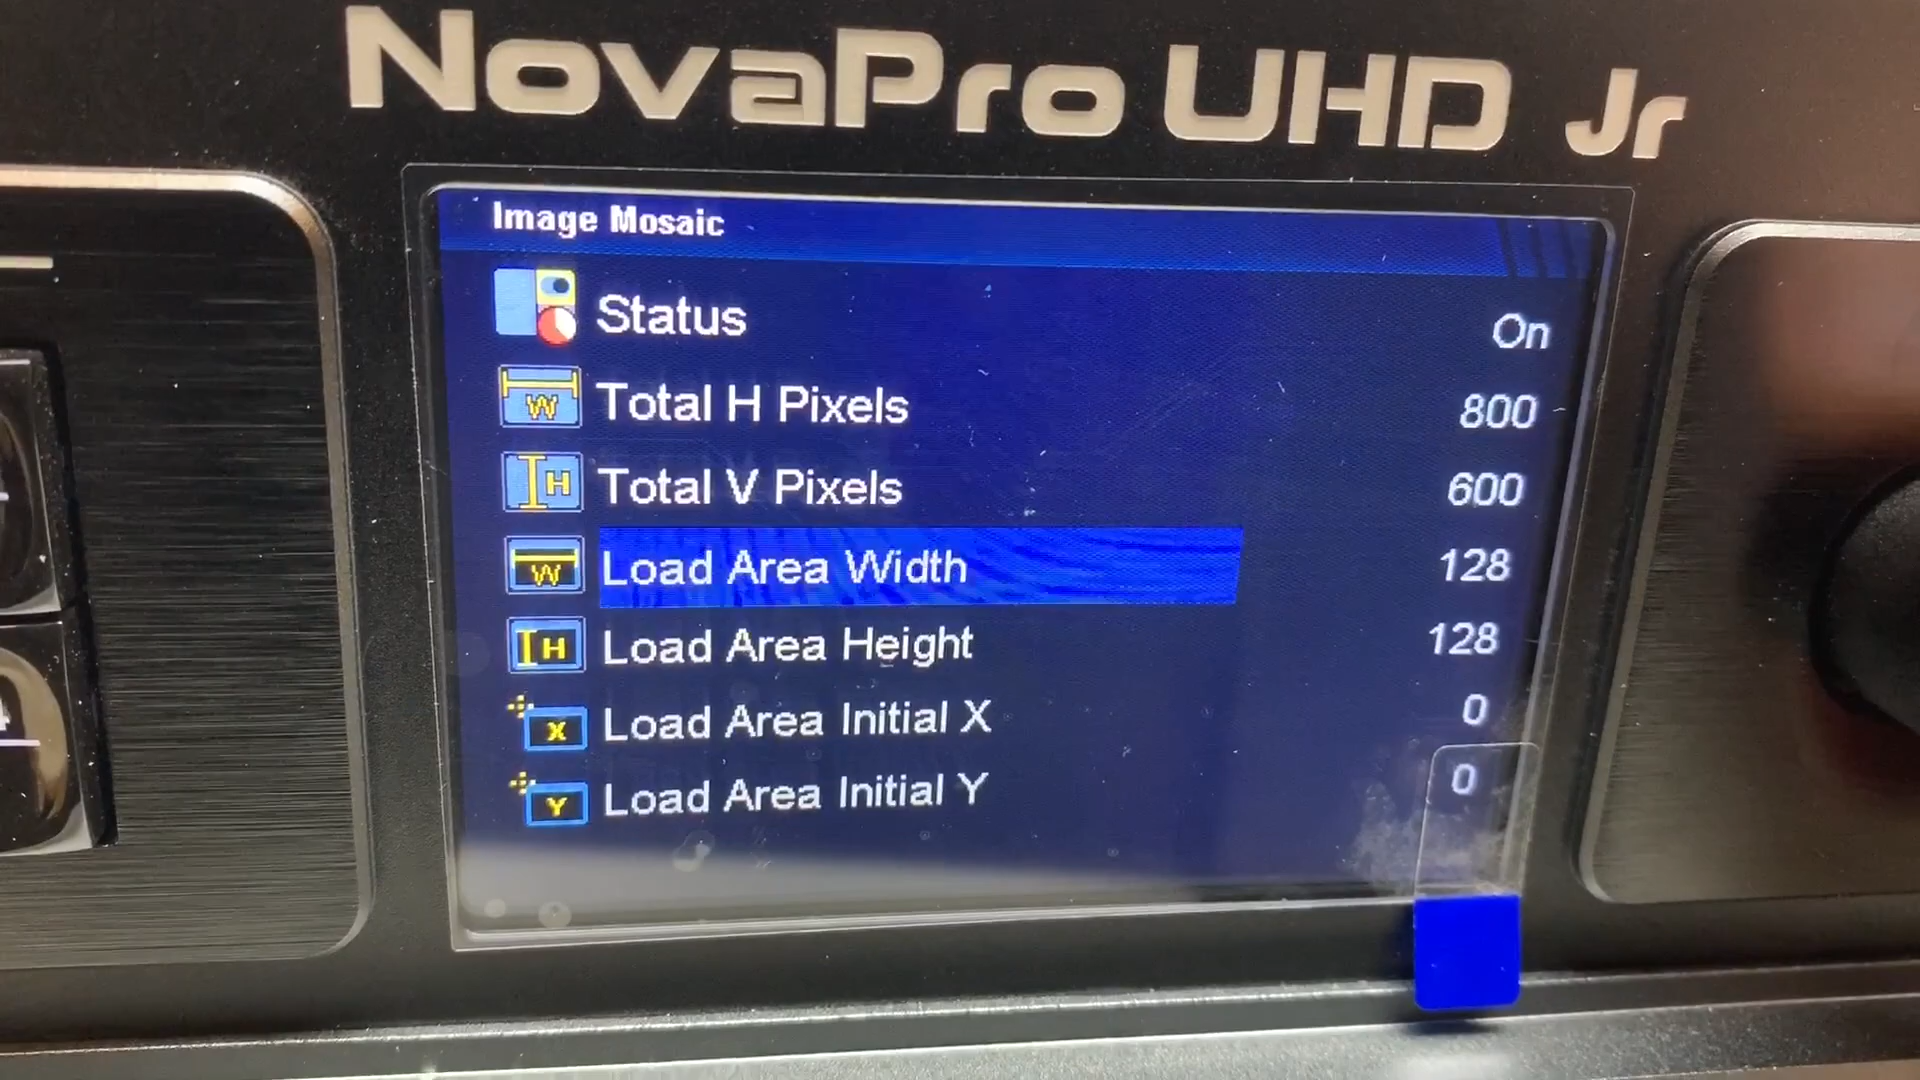 NovaPro UHD Jr
Image Mosaic
Status On
W Total H Pixels 800
H Total V Pixels 600
W Load Area Width 128
H Load Area Height 128
X Load Area Initial X 0
Y Load Area Initial Y 0